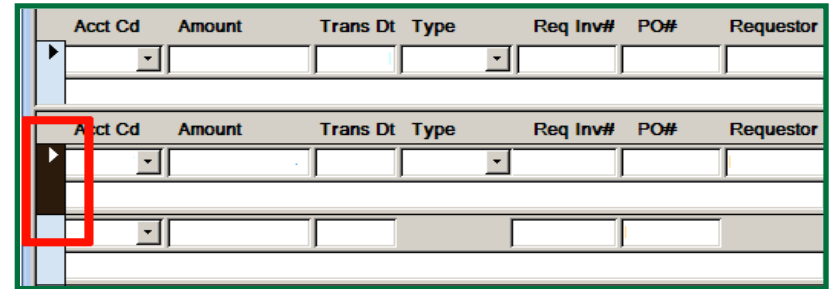 Acct Cd Amount Trans Dt Type Req Inv# PO# Requestor
Acct Cd Amount Trans Dt Type Req Inv# PO# Requestor